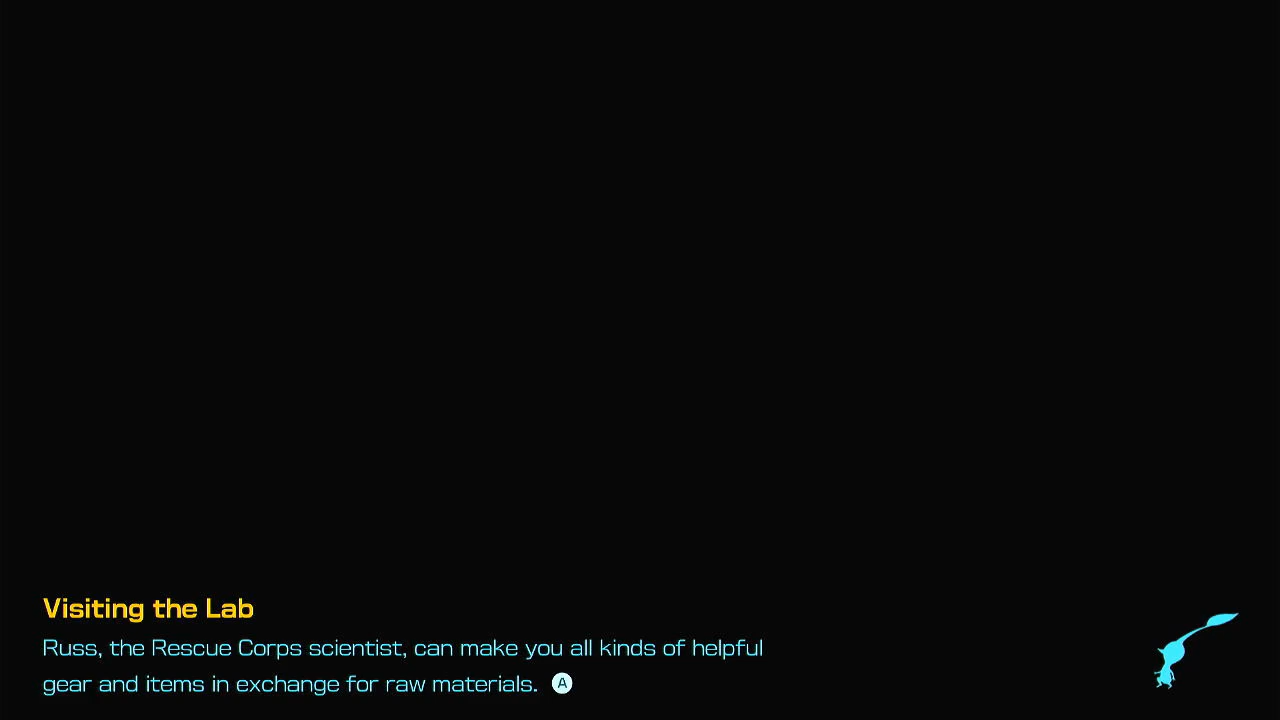 Visiting the Lab
Russ, the Rescue Corps scientist, can make you all kinds of helpful
gear and items in exchange for raw materials. A